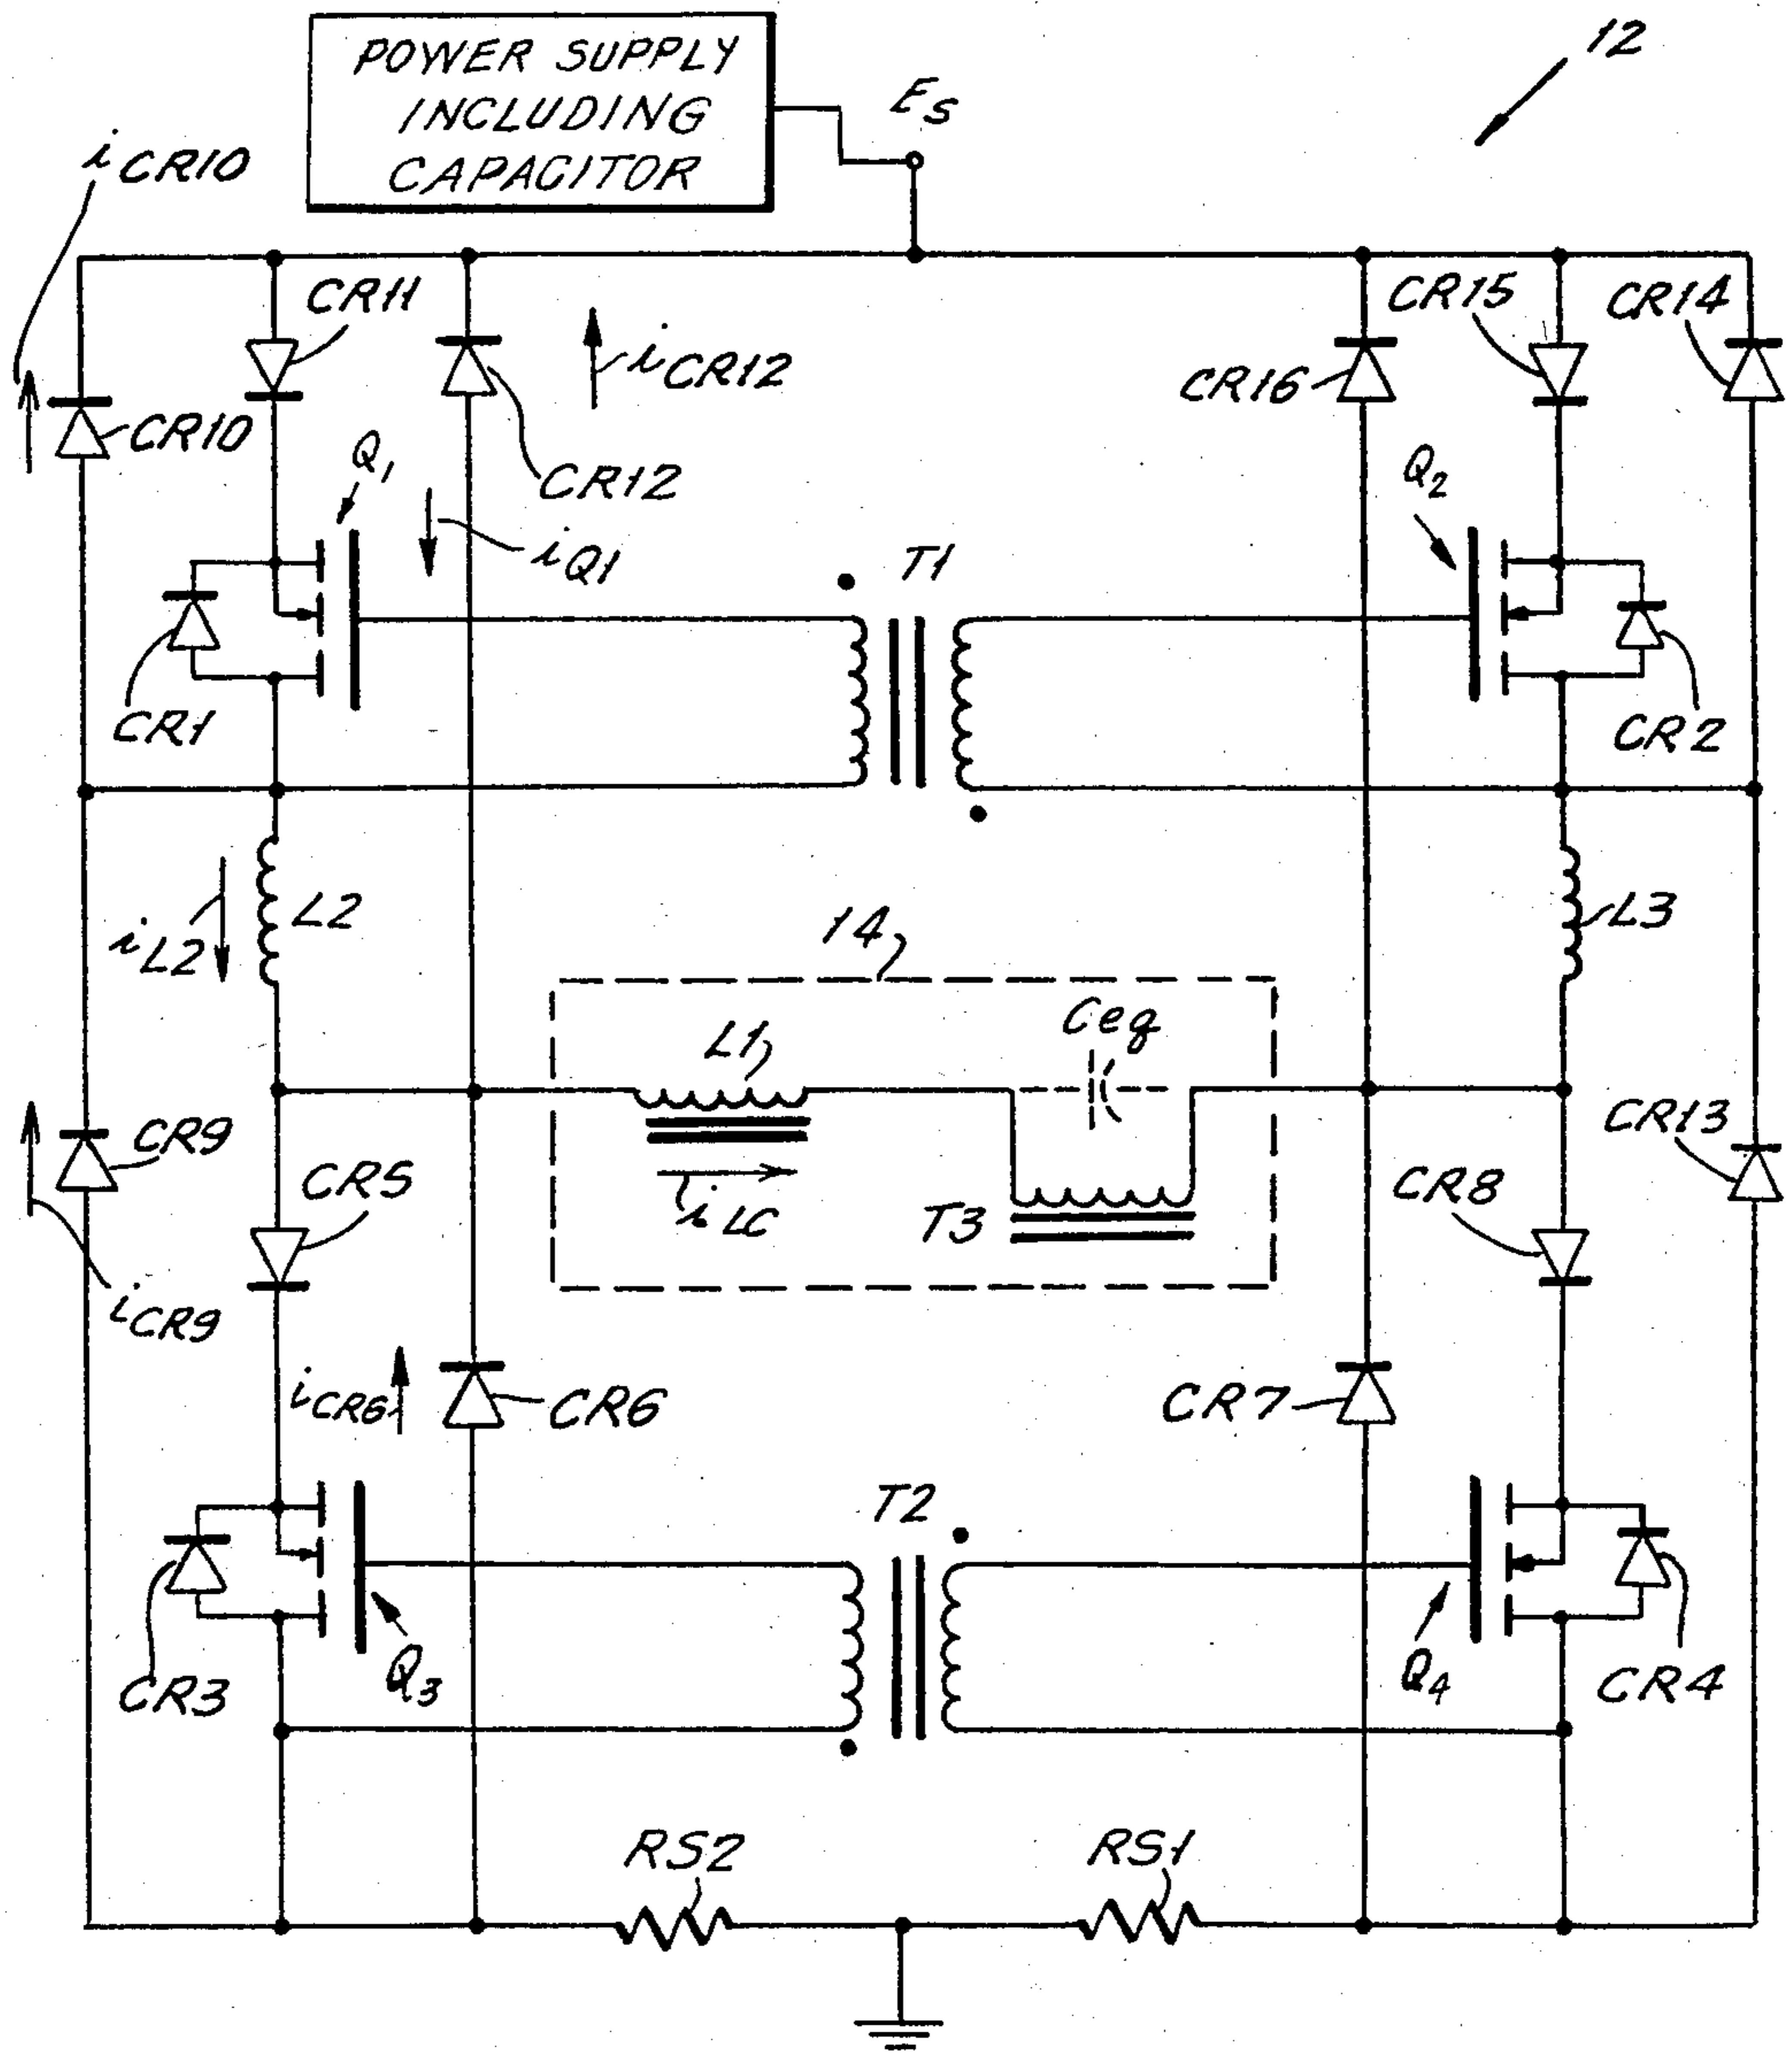 POWER SUPPLY
INCLUDING
CAPACITOR
Es
12
iCR10
CR11
CR15
CR14
iCR12
CR16
CR10
Q1
CR12
Q2
iQ1
T1
CR1
CR2
L2
L3
14
iL2
Ceq
L1
CR9
CR13
CR5
CR8
iLC
T3
iCR9
iCR6
CR6
CR7
T2
Q3
Q4
CR3
CR4
RS2
RS1